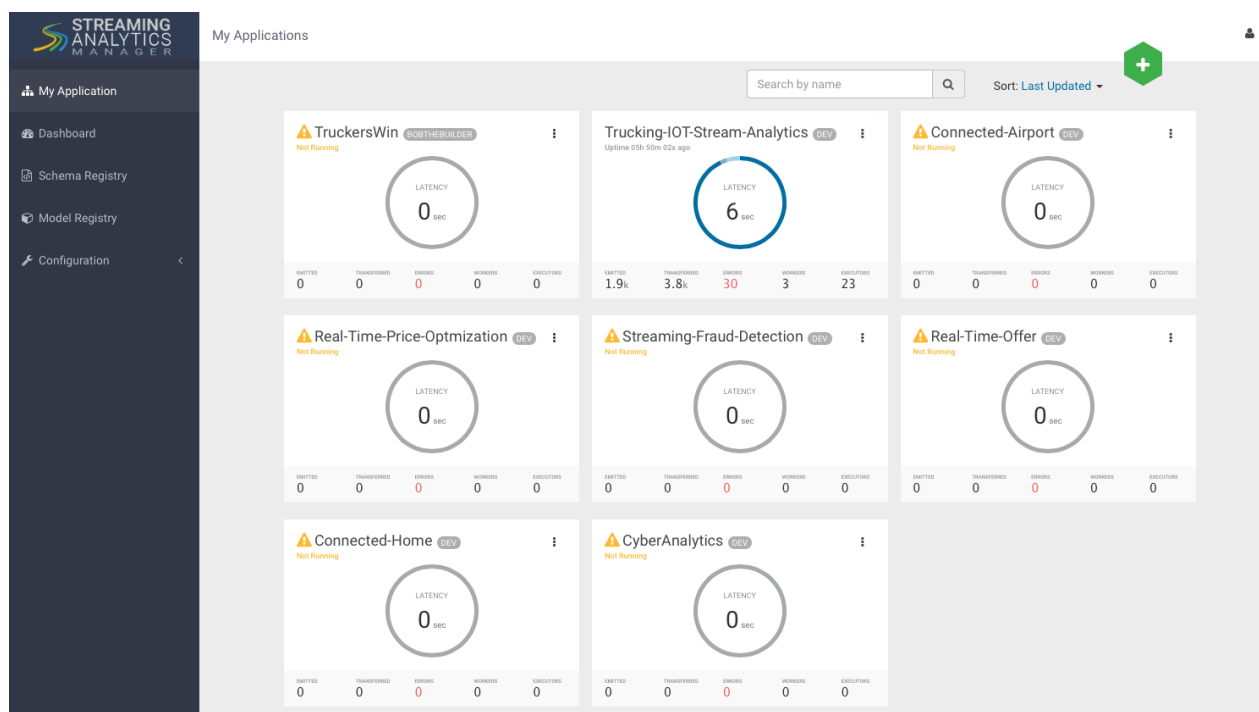 STREAMING
ANALYTICS
MANAGER
My Applications
My Application
Dashboard
Schema Registry
Model Registry
Configuration
Search by name
Sort: Last Updated
TruckersWin BOBTHEBUILDER
Not Running
LATENCY
0 sec
EMITTED TRANSFERRED ERRORS WORKERS EXECUTORS
0 0 0 0 0
Trucking-IOT-Stream-Analytics DEV
Uptime 05h 50m 02s ago
LATENCY
6 sec
EMITTED TRANSFERRED ERRORS WORKERS EXECUTORS
1.9k 3.8k 30 3 23
Connected-Airport DEV
Not Running
LATENCY
0 sec
EMITTED TRANSFERRED ERRORS WORKERS EXECUTORS
0 0 0 0 0
Real-Time-Price-Optmization DEV
Not Running
LATENCY
0 sec
EMITTED TRANSFERRED ERRORS WORKERS EXECUTORS
0 0 0 0 0
Streaming-Fraud-Detection DEV
Not Running
LATENCY
0 sec
EMITTED TRANSFERRED ERRORS WORKERS EXECUTORS
0 0 0 0 0
Real-Time-Offer DEV
Not Running
LATENCY
0 sec
EMITTED TRANSFERRED ERRORS WORKERS EXECUTORS
0 0 0 0 0
Connected-Home DEV
Not Running
LATENCY
0 sec
EMITTED TRANSFERRED ERRORS WORKERS EXECUTORS
0 0 0 0 0
CyberAnalytics DEV
Not Running
LATENCY
0 sec
EMITTED TRANSFERRED ERRORS WORKERS EXECUTORS
0 0 0 0 0